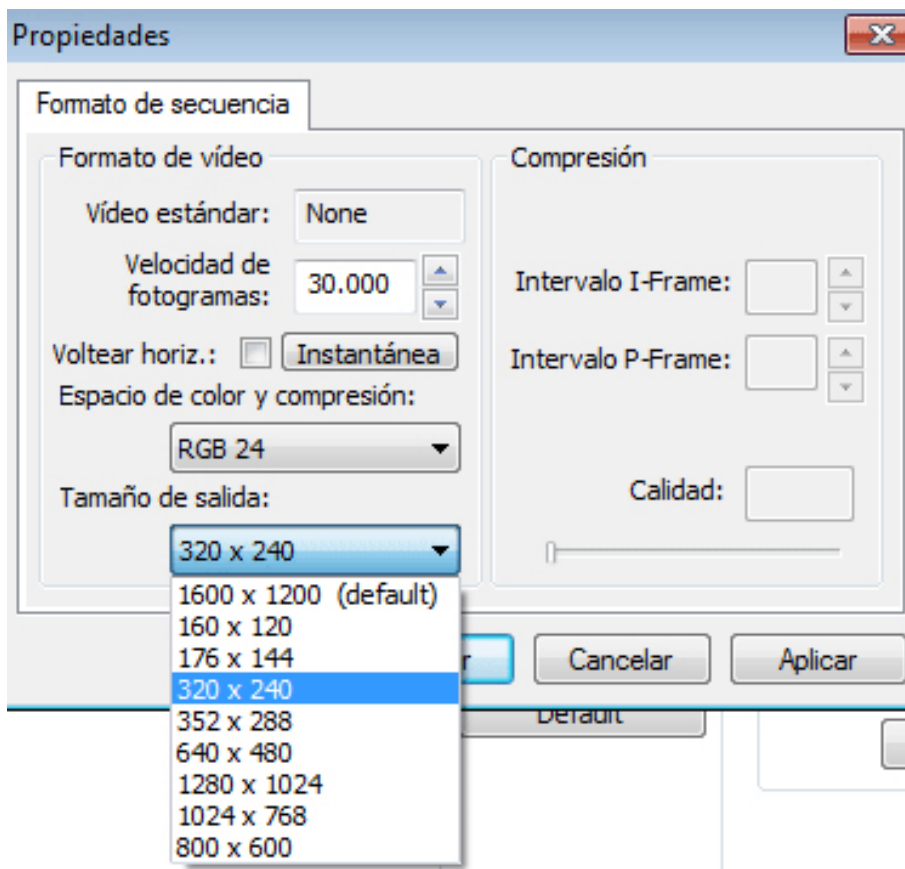 Propiedades
Formato de secuencia
Formato de vídeo
Vídeo estándar: None
Velocidad de
fotogramas: 30.000
Voltear horiz.: Instantánea
Espacio de color y compresión:
RGB 24
Tamaño de salida:
320 x 240
1600 x 1200 (default)
160 x 120
176 x 144
320 x 240
352 x 288
640 x 480
1280 x 1024
1024 x 768
800 x 600
Compresión
Intervalo I-Frame:
Intervalo P-Frame:
Calidad:
Cancelar
Aplicar
Default